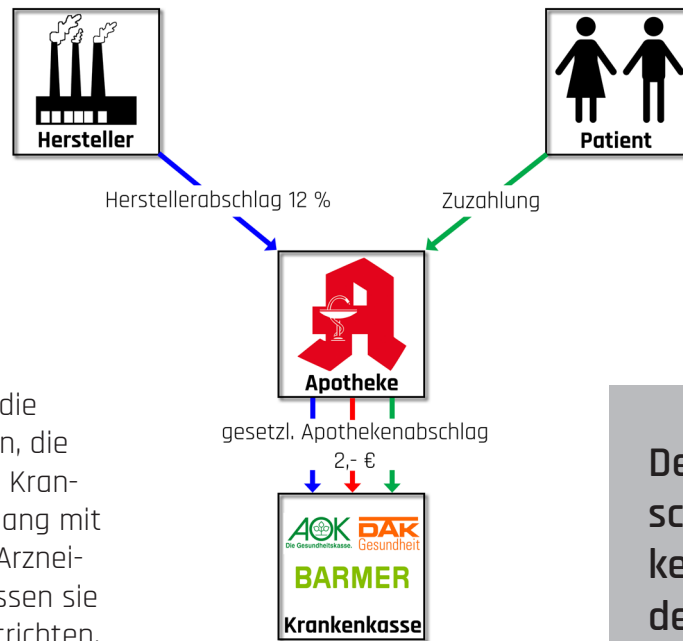 Hersteller
Patient
Herstellerabschlag 12 %
Zuzahlung
Apotheke
gesetzl. Apothekenabschlag
2,- €
AOK
Die Gesundheitskasse.
DAK
Gesundheit
BARMER
Krankenkasse
die
n, die
Kran-
ang mit
Arznei-
ssen sie
trichten.
De
sc
ke
de